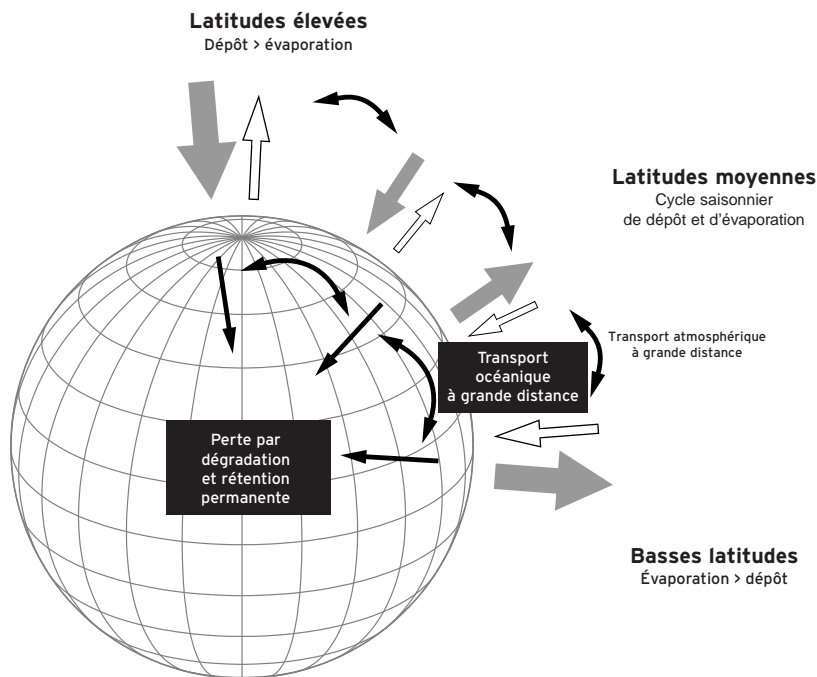 Latitudes élevées
Dépôt > évaporation
Latitudes moyennes
Cycle saisonnier
de dépôt et d'évaporation
Transport atmosphérique
à grande distance
Transport
océanique
à grande distance
Perte par
dégradation
et rétention
permanente
Basses latitudes
Évaporation > dépôt